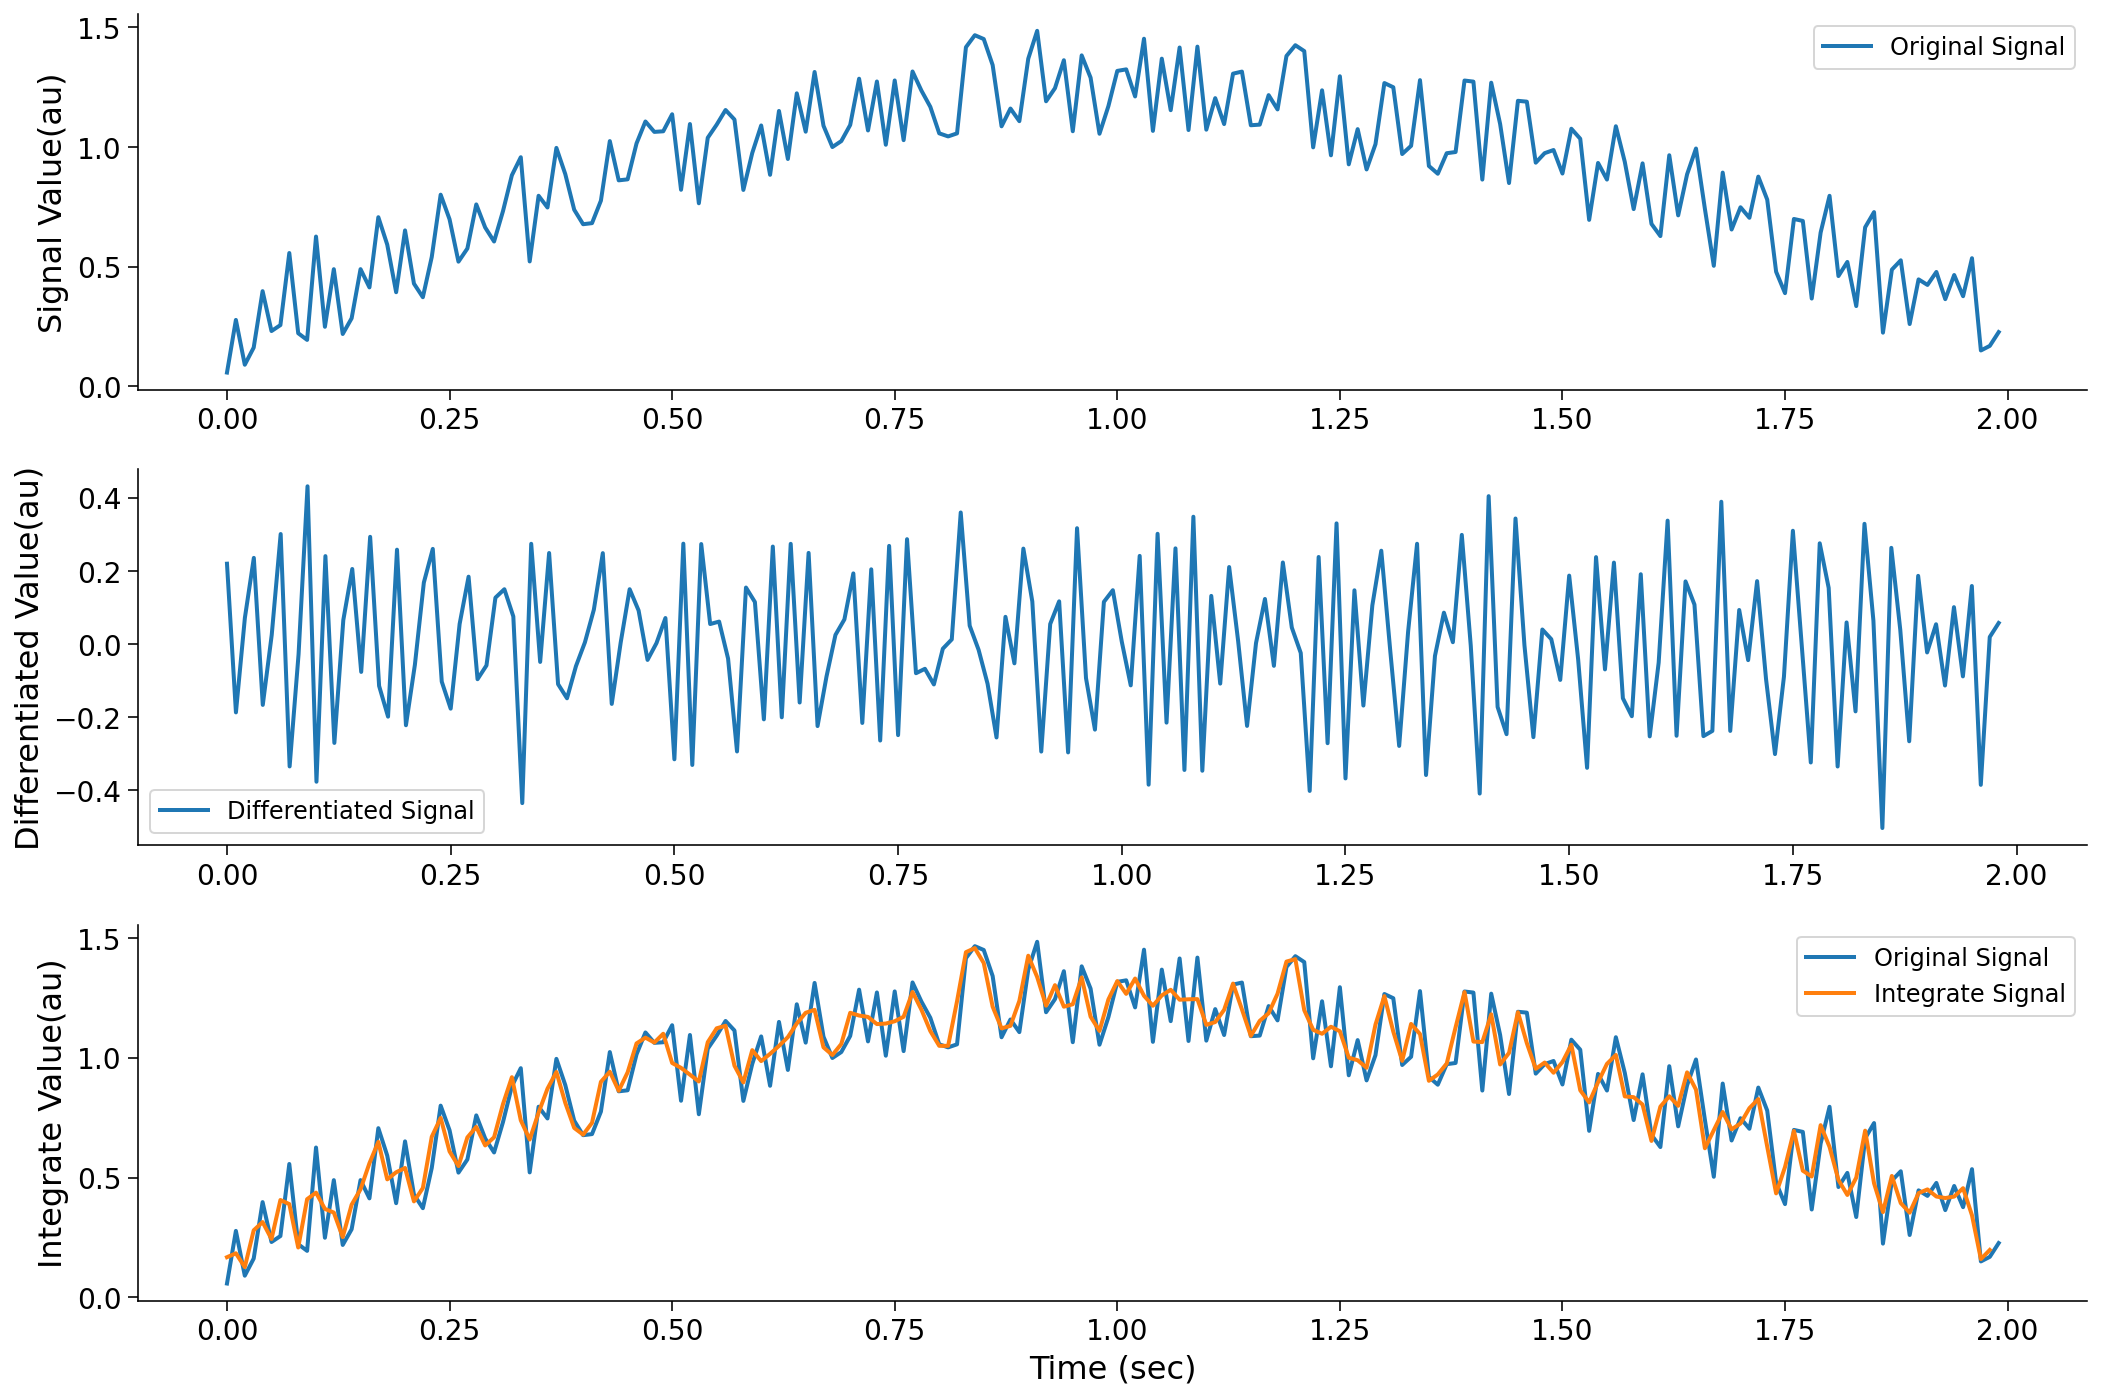 Signal Value(au)
1.5
1.0
0.5
0.0
Original Signal
0.00 0.25 0.50 0.75 1.00 1.25 1.50 1.75 2.00
Differentiated Value(au)
0.4
0.2
0.0
−0.2
−0.4
Differentiated Signal
0.00 0.25 0.50 0.75 1.00 1.25 1.50 1.75 2.00
Integrate Value(au)
1.5
1.0
0.5
0.0
Original Signal
Integrate Signal
0.00 0.25 0.50 0.75 1.00 1.25 1.50 1.75 2.00
Time (sec)